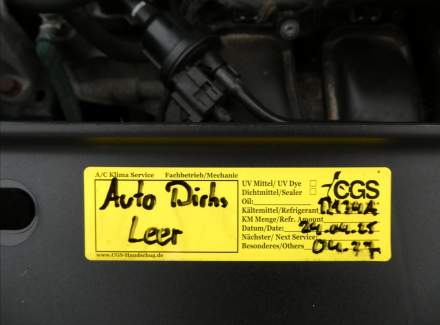 A/C Klima Service Fachbetrieb/Mechanic
Auto Dirks
Leer
www.CGS-Handschug.de
UV Mittel/ UV Dye
Dichtmittel/Sealer
CGS
Oil:
Kältemittel/Refrigerant R134A
KM Menge/Refr. Amount
Datum/Date: 24.04.25
Nächster/ Next Service: 04.27
Besonderes/Others